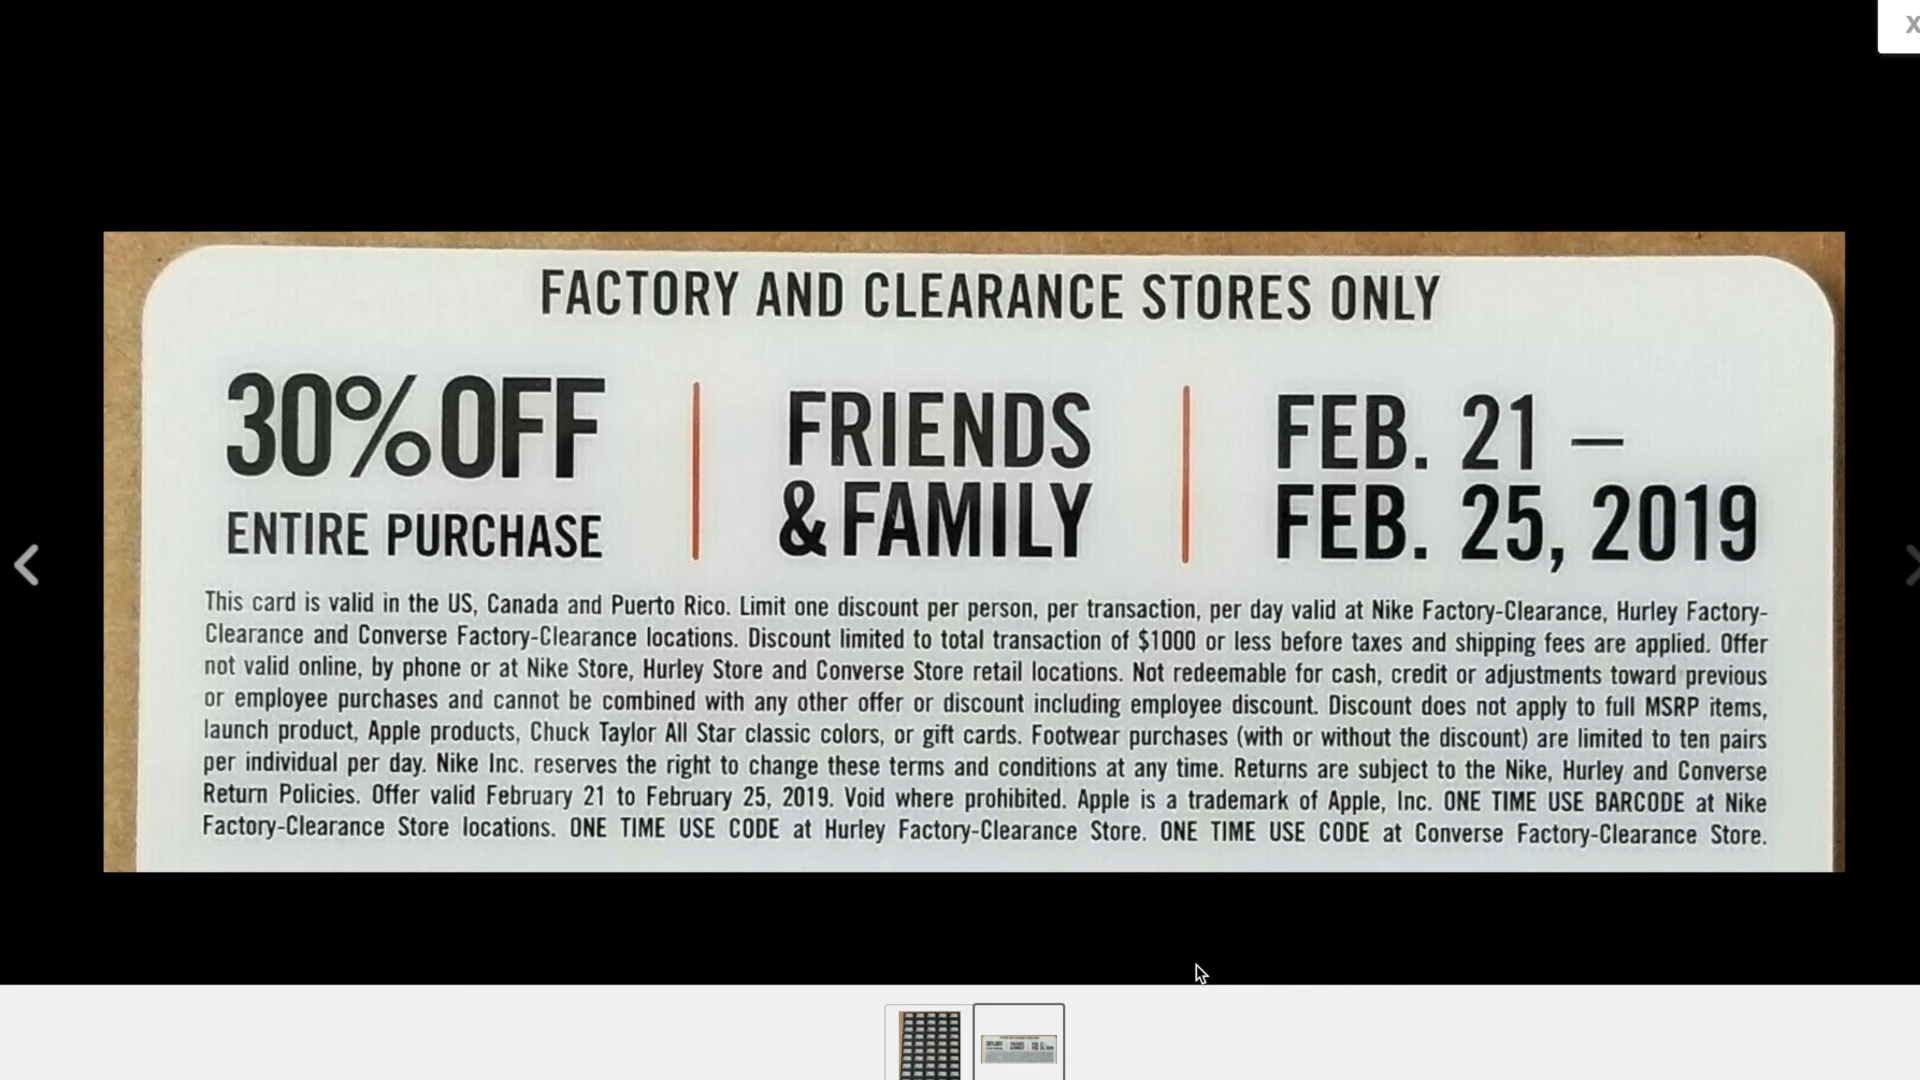 X
FACTORY AND CLEARANCE STORES ONLY
30% OFF
ENTIRE PURCHASE
FRIENDS
& FAMILY
FEB. 21 –
FEB. 25, 2019
This card is valid in the US, Canada and Puerto Rico. Limit one discount per person, per transaction, per day valid at Nike Factory-Clearance, Hurley Factory-
Clearance and Converse Factory-Clearance locations. Discount limited to total transaction of $1000 or less before taxes and shipping fees are applied. Offer
not valid online, by phone or at Nike Store, Hurley Store and Converse Store retail locations. Not redeemable for cash, credit or adjustments toward previous
or employee purchases and cannot be combined with any other offer or discount including employee discount. Discount does not apply to full MSRP items,
launch product, Apple products, Chuck Taylor All Star classic colors, or gift cards. Footwear purchases (with or without the discount) are limited to ten pairs
per individual per day. Nike Inc. reserves the right to change these terms and conditions at any time. Returns are subject to the Nike, Hurley and Converse
Return Policies. Offer valid February 21 to February 25, 2019. Void where prohibited. Apple is a trademark of Apple, Inc. ONE TIME USE BARCODE at Nike
Factory-Clearance Store locations. ONE TIME USE CODE at Hurley Factory-Clearance Store. ONE TIME USE CODE at Converse Factory-Clearance Store.